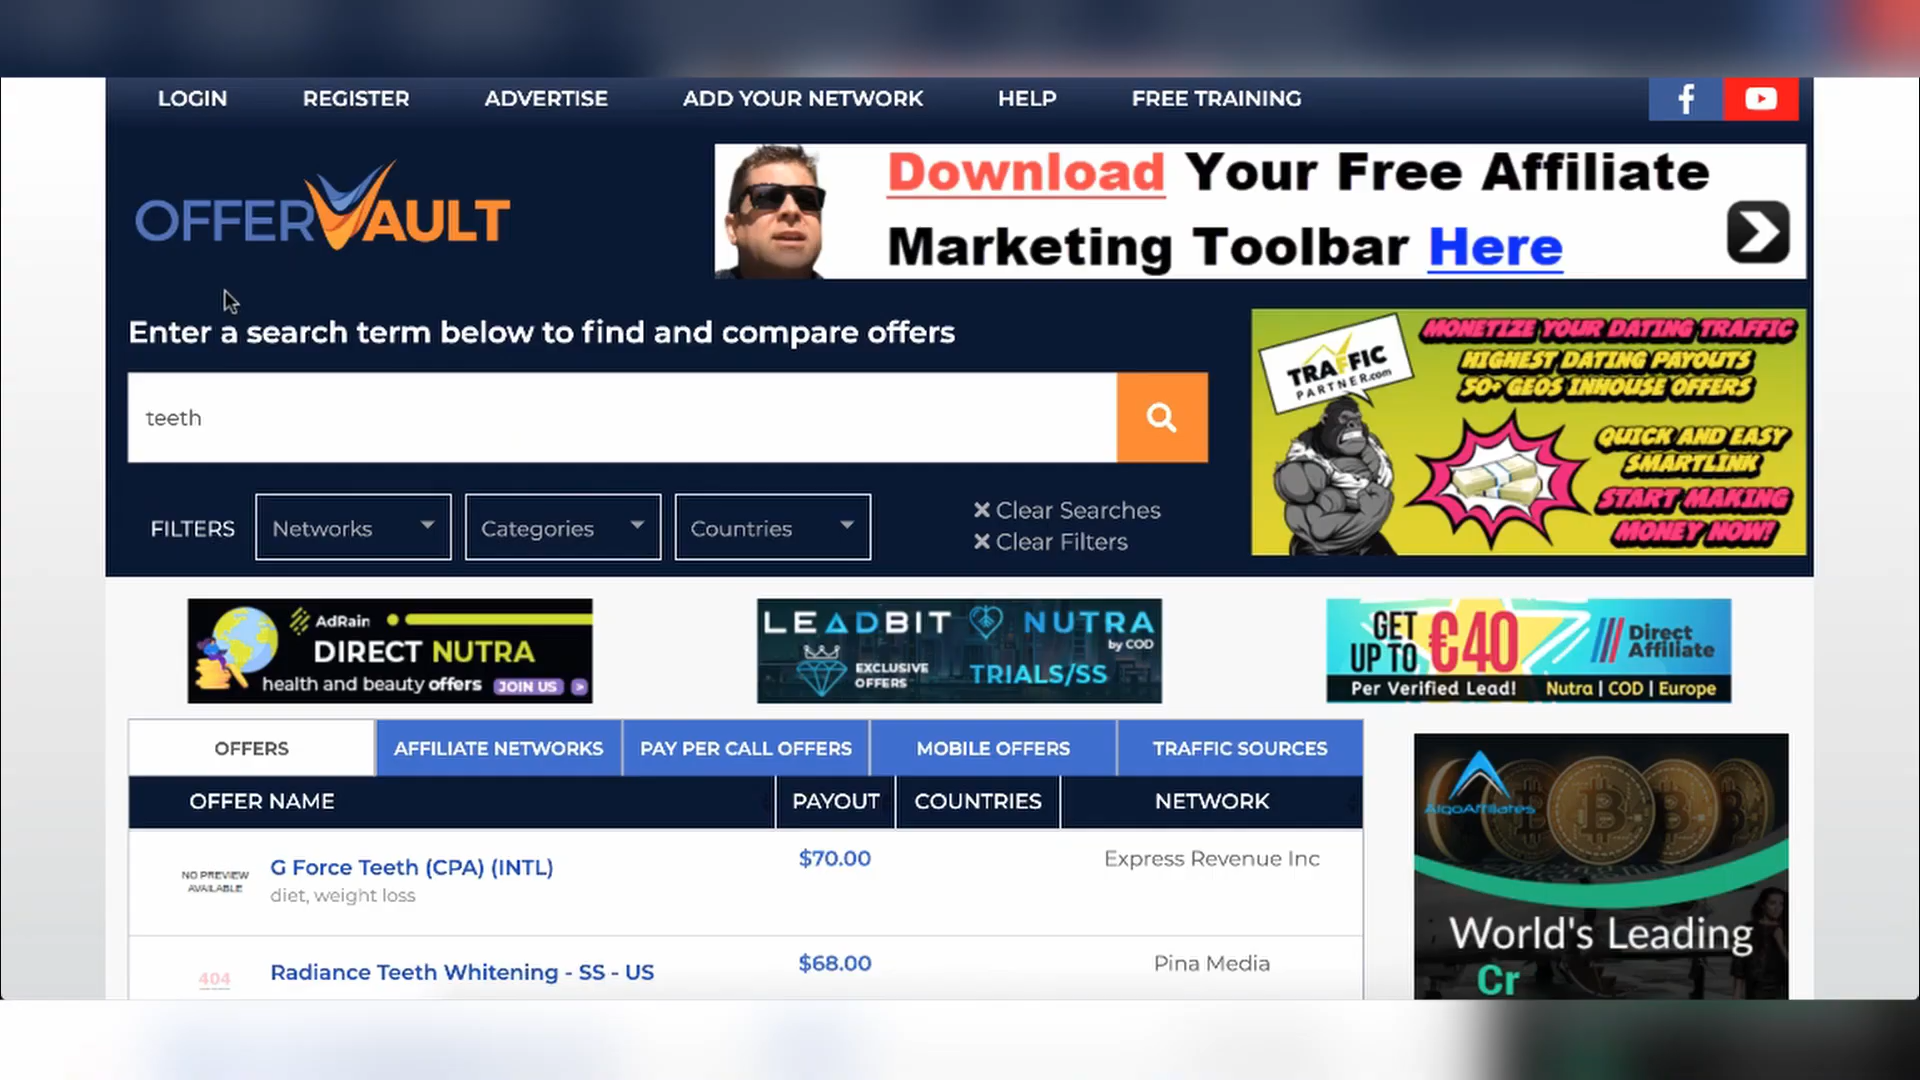 LOGIN REGISTER ADVERTISE ADD YOUR NETWORK HELP FREE TRAINING
OFFERVAULT
Download Your Free Affiliate
Marketing Toolbar Here
Enter a search term below to find and compare offers
teeth
FILTERS Networks Categories Countries
Clear Searches
Clear Filters
TRAFFIC
PARTNER.com
MONETIZE YOUR DATING TRAFFIC
HIGHEST DATING PAYOUTS
50+ GEOS INHOUSE OFFERS
QUICK AND EASY
SMARTLINK
START MAKING
MONEY NOW!
AdRain
DIRECT NUTRA
health and beauty offers JOIN US >
LEADBIT NUTRA
by COD
EXCLUSIVE
OFFERS
TRIALS/SS
GET
UP TO €40
Direct
Affiliate
Per Verified Lead! Nutra | COD | Europe
OFFERS AFFILIATE NETWORKS PAY PER CALL OFFERS MOBILE OFFERS TRAFFIC SOURCES
OFFER NAME PAYOUT COUNTRIES NETWORK
NO PREVIEW
AVAILABLE
G Force Teeth (CPA) (INTL) $70.00 Express Revenue Inc
diet, weight loss
404 Radiance Teeth Whitening - SS - US $68.00 Pina Media
AlgoAffiliates
World's Leading
Cr